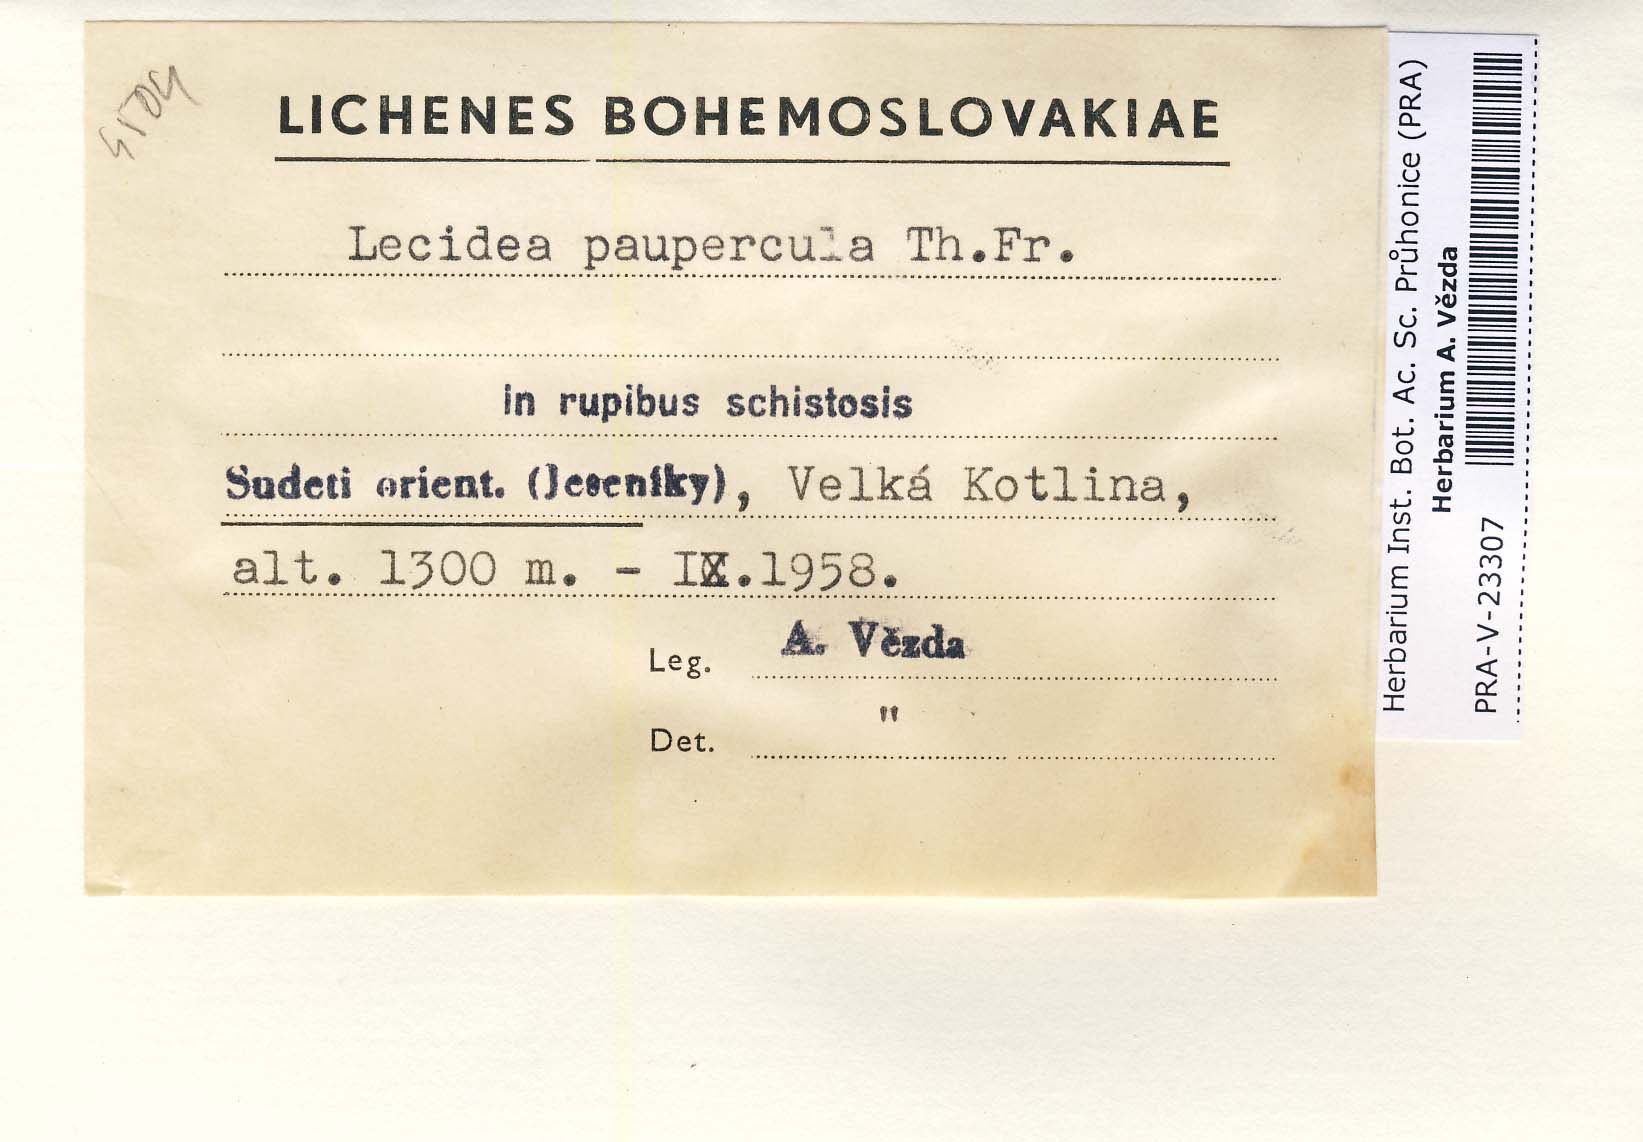 LICHENES BOHEMOSLOVAKIAE
Lecidea paupercula Th.Fr.
in rupibus schistosis
Sudeti orient. (Jeseníky), Velká Kotlina,
alt. 1300 m. - IX.1958.
Leg. A. Vězda
Det. "
Herbarium Inst. Bot. Ac. Sc. Průhonice (PRA)
Herbarium A. Vězda
PRA-V-23307